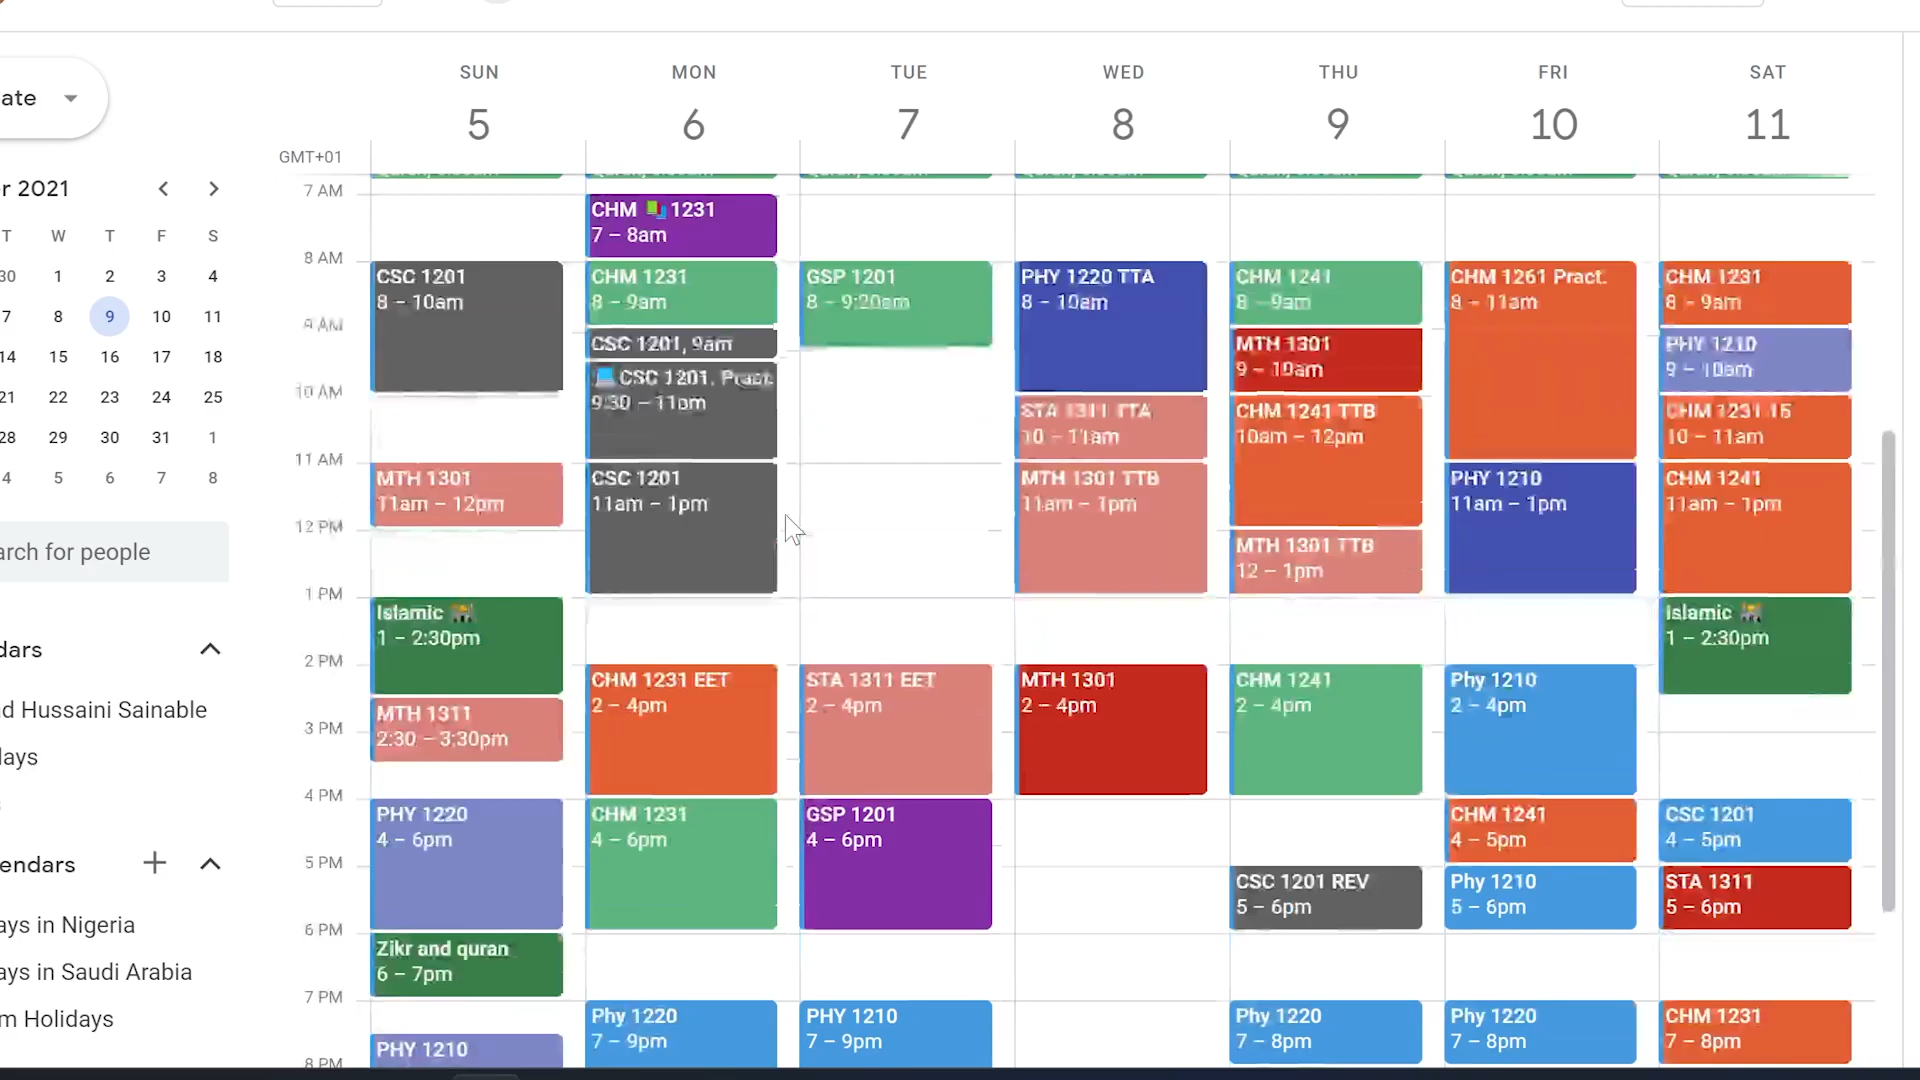 ate
SUN
MON
TUE
WED
THU
FRI
SAT
5
6
7
8
9
10
11
GMT+01
r 2021
T W T F S
30 1 2 3 4
7 8 9 10 11
14 15 16 17 18
21 22 23 24 25
28 29 30 31 1
4 5 6 7 8
arch for people
dars
d Hussaini Sainable
lays
endars
ays in Nigeria
ays in Saudi Arabia
m Holidays
7 AM
8 AM
9 AM
10 AM
11 AM
12 PM
1 PM
2 PM
3 PM
4 PM
5 PM
6 PM
7 PM
8 PM
CSC 1201
8 – 10am
MTH 1301
11am – 12pm
Islamic
1 – 2:30pm
MTH 1311
2:30 – 3:30pm
PHY 1220
4 – 6pm
Zikr and quran
6 – 7pm
PHY 1210
CHM 1231
7 – 8am
CHM 1231
8 – 9am
CSC 1201, 9am
CSC 1201, Pract.
9:30 – 11am
CSC 1201
11am – 1pm
CHM 1231 EET
2 – 4pm
CHM 1231
4 – 6pm
Phy 1220
7 – 9pm
GSP 1201
8 – 9:20am
STA 1311 EET
2 – 4pm
GSP 1201
4 – 6pm
PHY 1210
7 – 9pm
PHY 1220 TTA
8 – 10am
STA 1311 TTA
10 – 11am
MTH 1301 TTB
11am – 1pm
MTH 1301
2 – 4pm
CHM 1241
8 – 9am
MTH 1301
9 – 10am
CHM 1241 TTB
10am – 12pm
MTH 1301 TTB
12 – 1pm
CHM 1241
2 – 4pm
CSC 1201 REV
5 – 6pm
Phy 1220
7 – 8pm
CHM 1261 Pract.
8 – 11am
PHY 1210
11am – 1pm
Phy 1210
2 – 4pm
CHM 1241
4 – 5pm
Phy 1210
5 – 6pm
Phy 1220
7 – 8pm
CHM 1231
8 – 9am
PHY 1210
9 – 10am
CHM 1231 15
10 – 11am
CHM 1241
11am – 1pm
Islamic
1 – 2:30pm
CSC 1201
4 – 5pm
STA 1311
5 – 6pm
CHM 1231
7 – 8pm